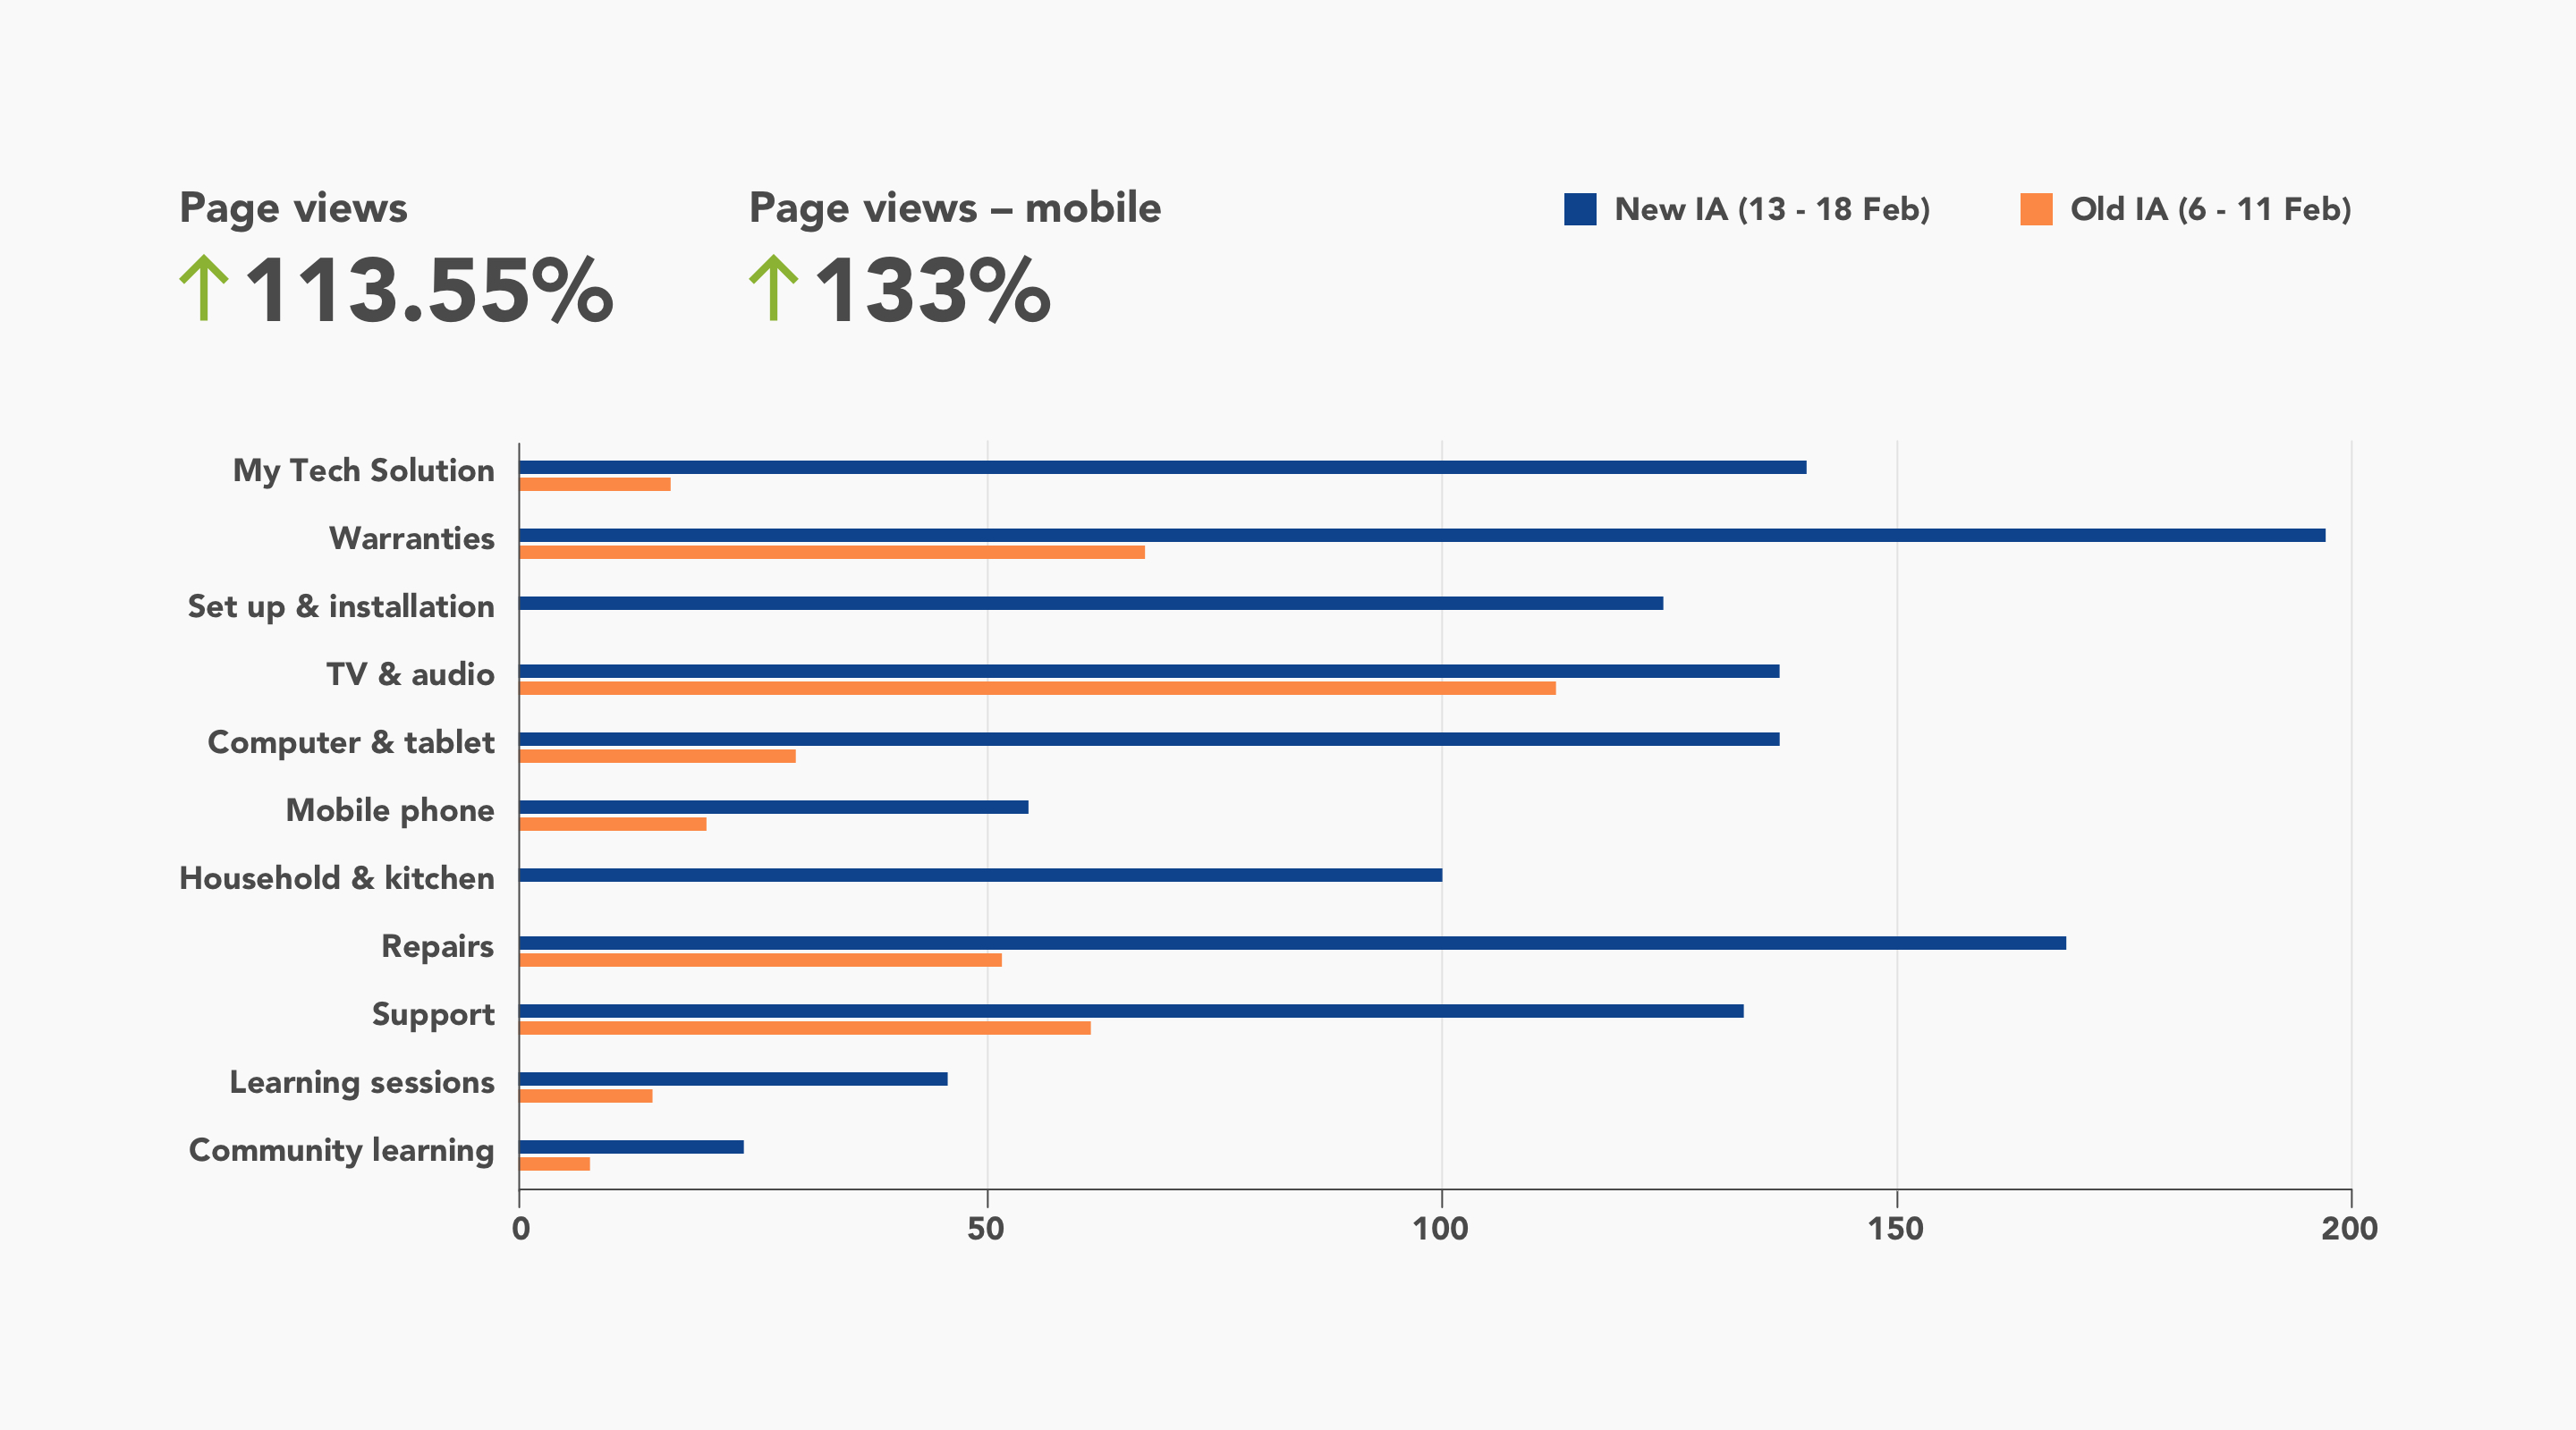 Page views
113.55%
Page views – mobile
133%
New IA (13 - 18 Feb)
Old IA (6 - 11 Feb)
My Tech Solution
Warranties
Set up & installation
TV & audio
Computer & tablet
Mobile phone
Household & kitchen
Repairs
Support
Learning sessions
Community learning
0 50 100 150 200